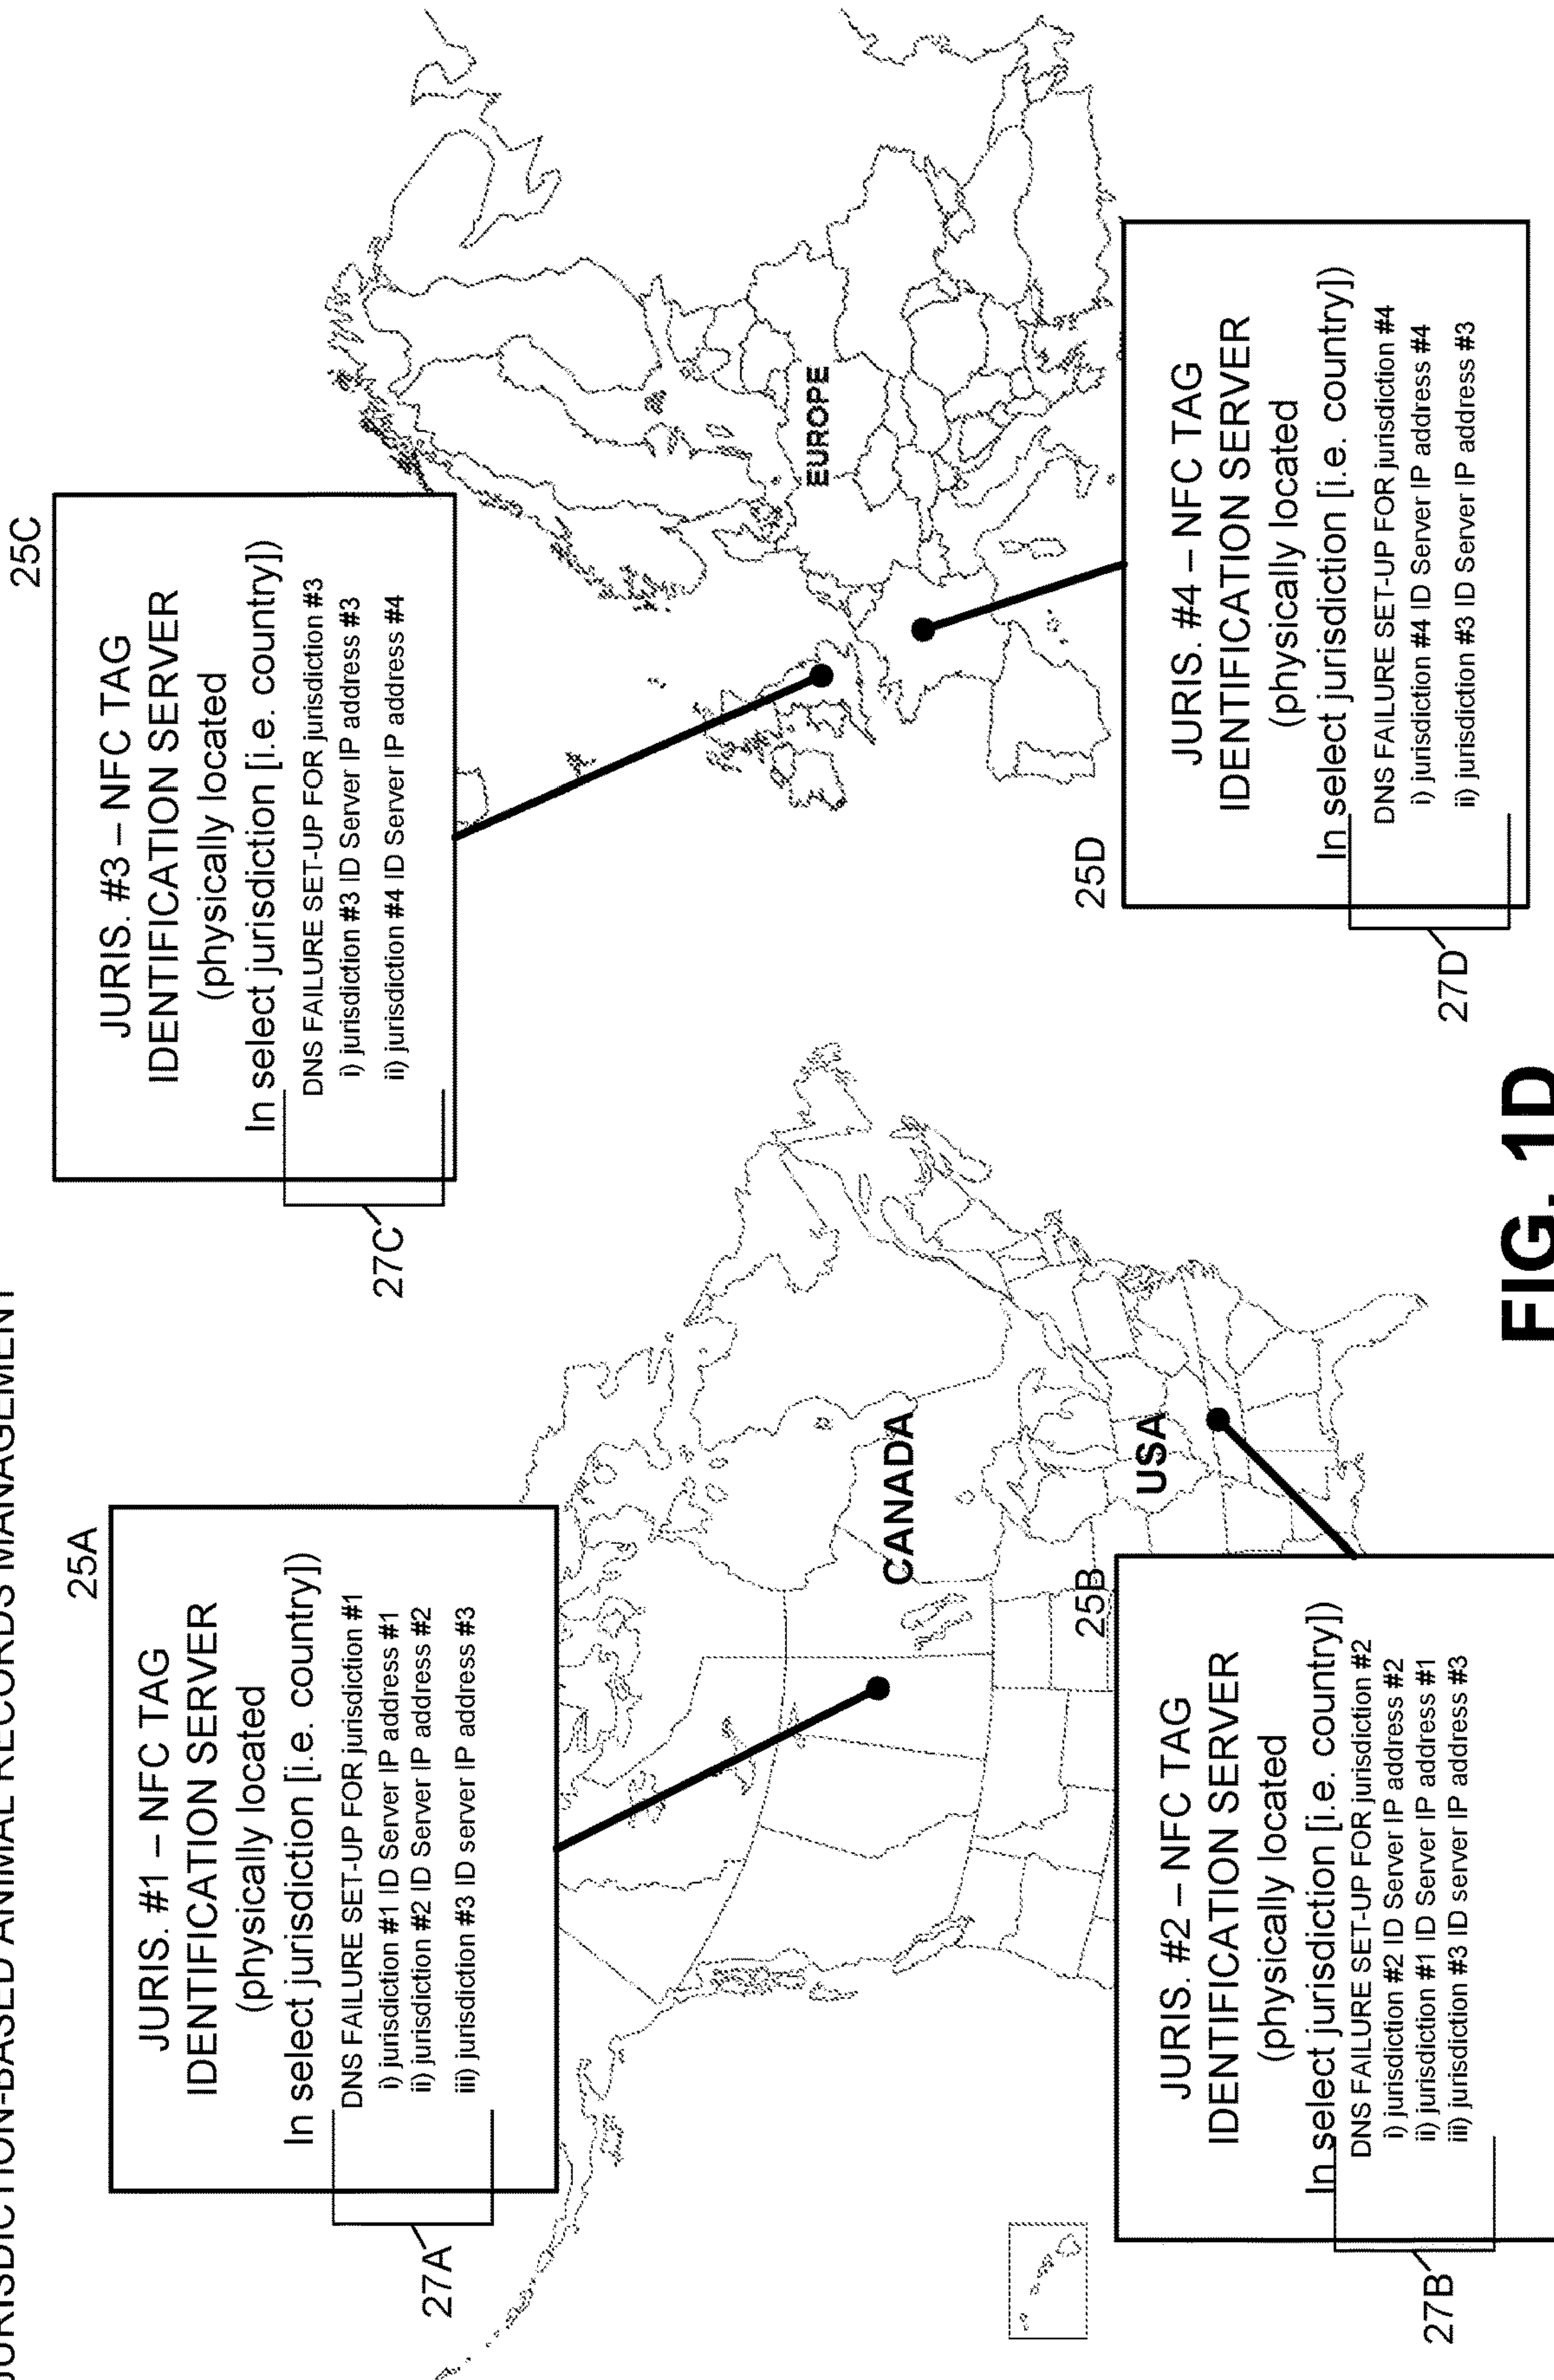 JURISDICTION-BASED ANIMAL RECORDS MANAGEMENT
25A
JURIS. #1 – NFC TAG
IDENTIFICATION SERVER
(physically located
In select jurisdiction [i.e. country])
DNS FAILURE SET-UP FOR jurisdiction #1
i) jurisdiction #1 ID Server IP address #1
ii) jurisdiction #2 ID Server IP address #2
iii) jurisdiction #3 ID server IP address #3
27A
25C
JURIS. #3 – NFC TAG
IDENTIFICATION SERVER
(physically located
In select jurisdiction [i.e. country])
DNS FAILURE SET-UP FOR jurisdiction #3
i) jurisdiction #3 ID Server IP address #3
ii) jurisdiction #4 ID Server IP address #4
27C
CANADA
USA
EUROPE
25B
JURIS. #2 – NFC TAG
IDENTIFICATION SERVER
(physically located
In select jurisdiction [i.e. country])
DNS FAILURE SET-UP FOR jurisdiction #2
i) jurisdiction #2 ID Server IP address #2
ii) jurisdiction #1 ID Server IP address #1
iii) jurisdiction #3 ID server IP address #3
27B
25D
JURIS. #4 – NFC TAG
IDENTIFICATION SERVER
(physically located
In select jurisdiction [i.e. country])
DNS FAILURE SET-UP FOR jurisdiction #4
i) jurisdiction #4 ID Server IP address #4
ii) jurisdiction #3 ID Server IP address #3
27D
FIG. 1D